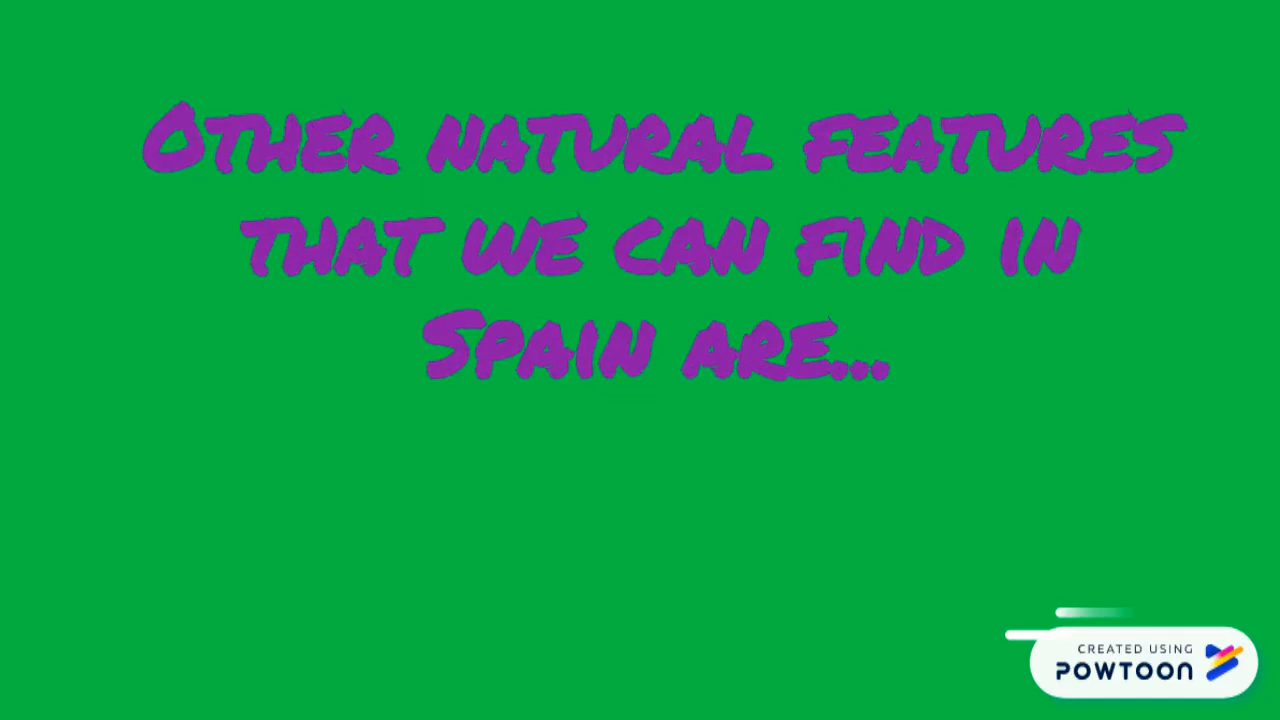 Other natural features
that we can find in
Spain are...
CREATED USING
POWTOON